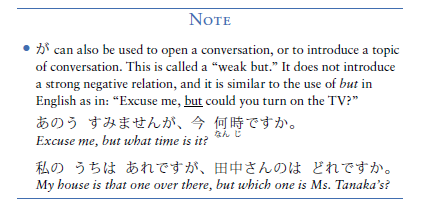 NOTE
• が can also be used to open a conversation, or to introduce a topic
of conversation. This is called a “weak but.” It does not introduce
a strong negative relation, and it is similar to the use of but in
English as in: “Excuse me, but could you turn on the TV?”
あのう すみませんが、今 何時ですか。
なん じ
Excuse me, but what time is it?
私の うちは あれですが、田中さんのは どれですか。
My house is that one over there, but which one is Ms. Tanaka’s?